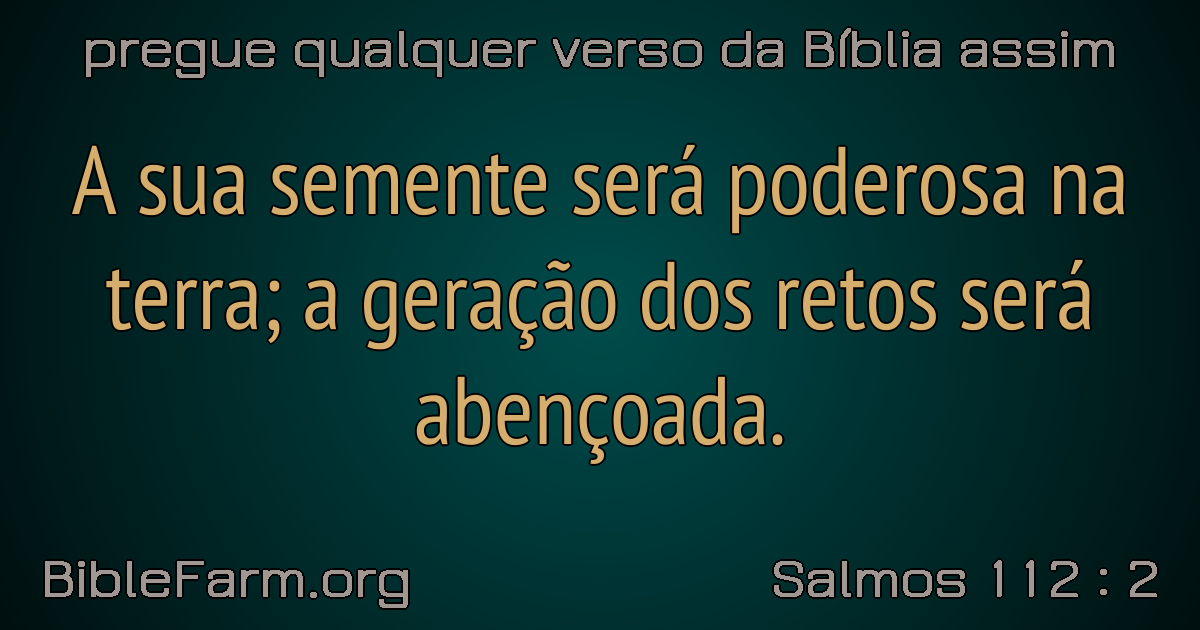 pregue qualquer verso da Bíblia assim
A sua semente será poderosa na
terra; a geração dos retos será
abençoada.
BibleFarm.org
Salmos 112 : 2